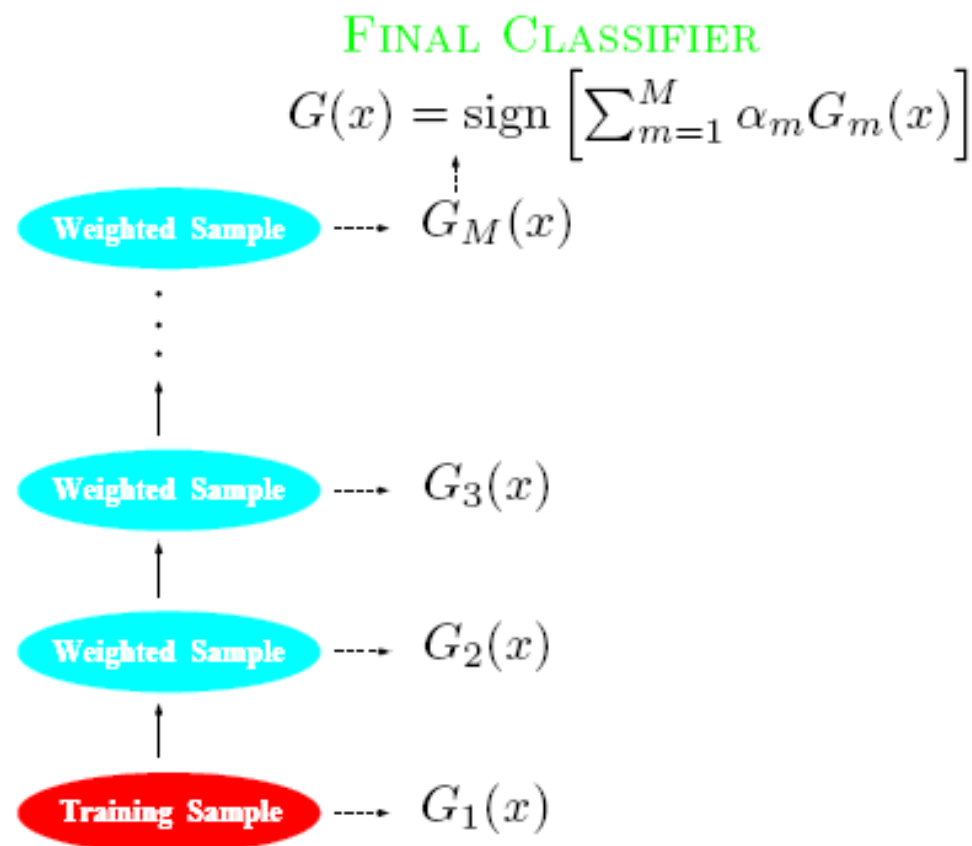 FINAL CLASSIFIER
G(x) = sign [∑_{m=1}^{M} α_m G_m(x)]
Weighted Sample G_M(x)
Weighted Sample G_3(x)
Weighted Sample G_2(x)
Training Sample G_1(x)